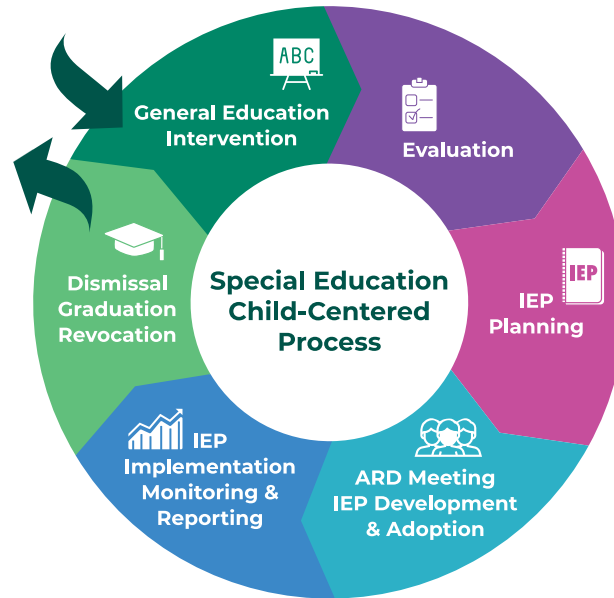 ABC
General Education
Intervention
Evaluation
IEP
IEP
Planning
ARD Meeting
IEP Development
& Adoption
IEP
Implementation
Monitoring &
Reporting
Dismissal
Graduation
Revocation
Special Education
Child-Centered
Process